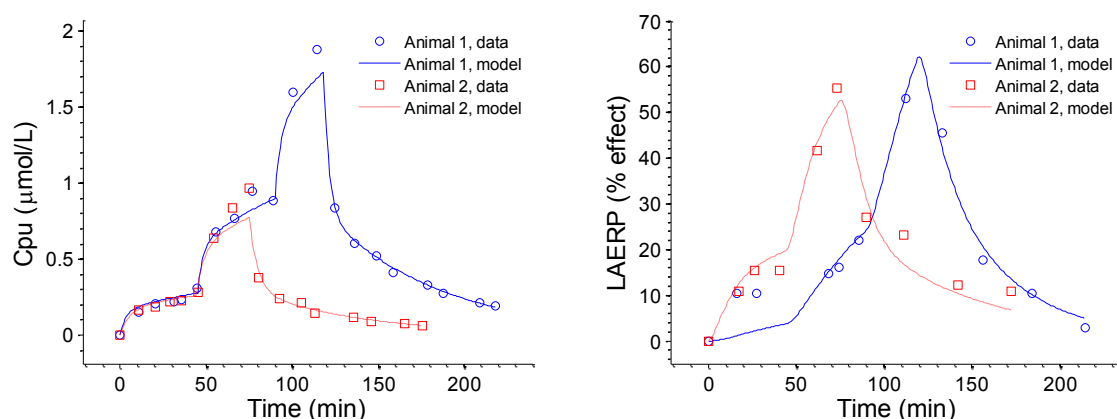 Cpu (μmol/L)
2
1.5
1
0.5
0
0 50 100 150 200
Time (min)
Animal 1, data
Animal 1, model
Animal 2, data
Animal 2, model
LAERP (% effect)
70
60
50
40
30
20
10
0
0 50 100 150 200
Time (min)
Animal 1, data
Animal 1, model
Animal 2, data
Animal 2, model